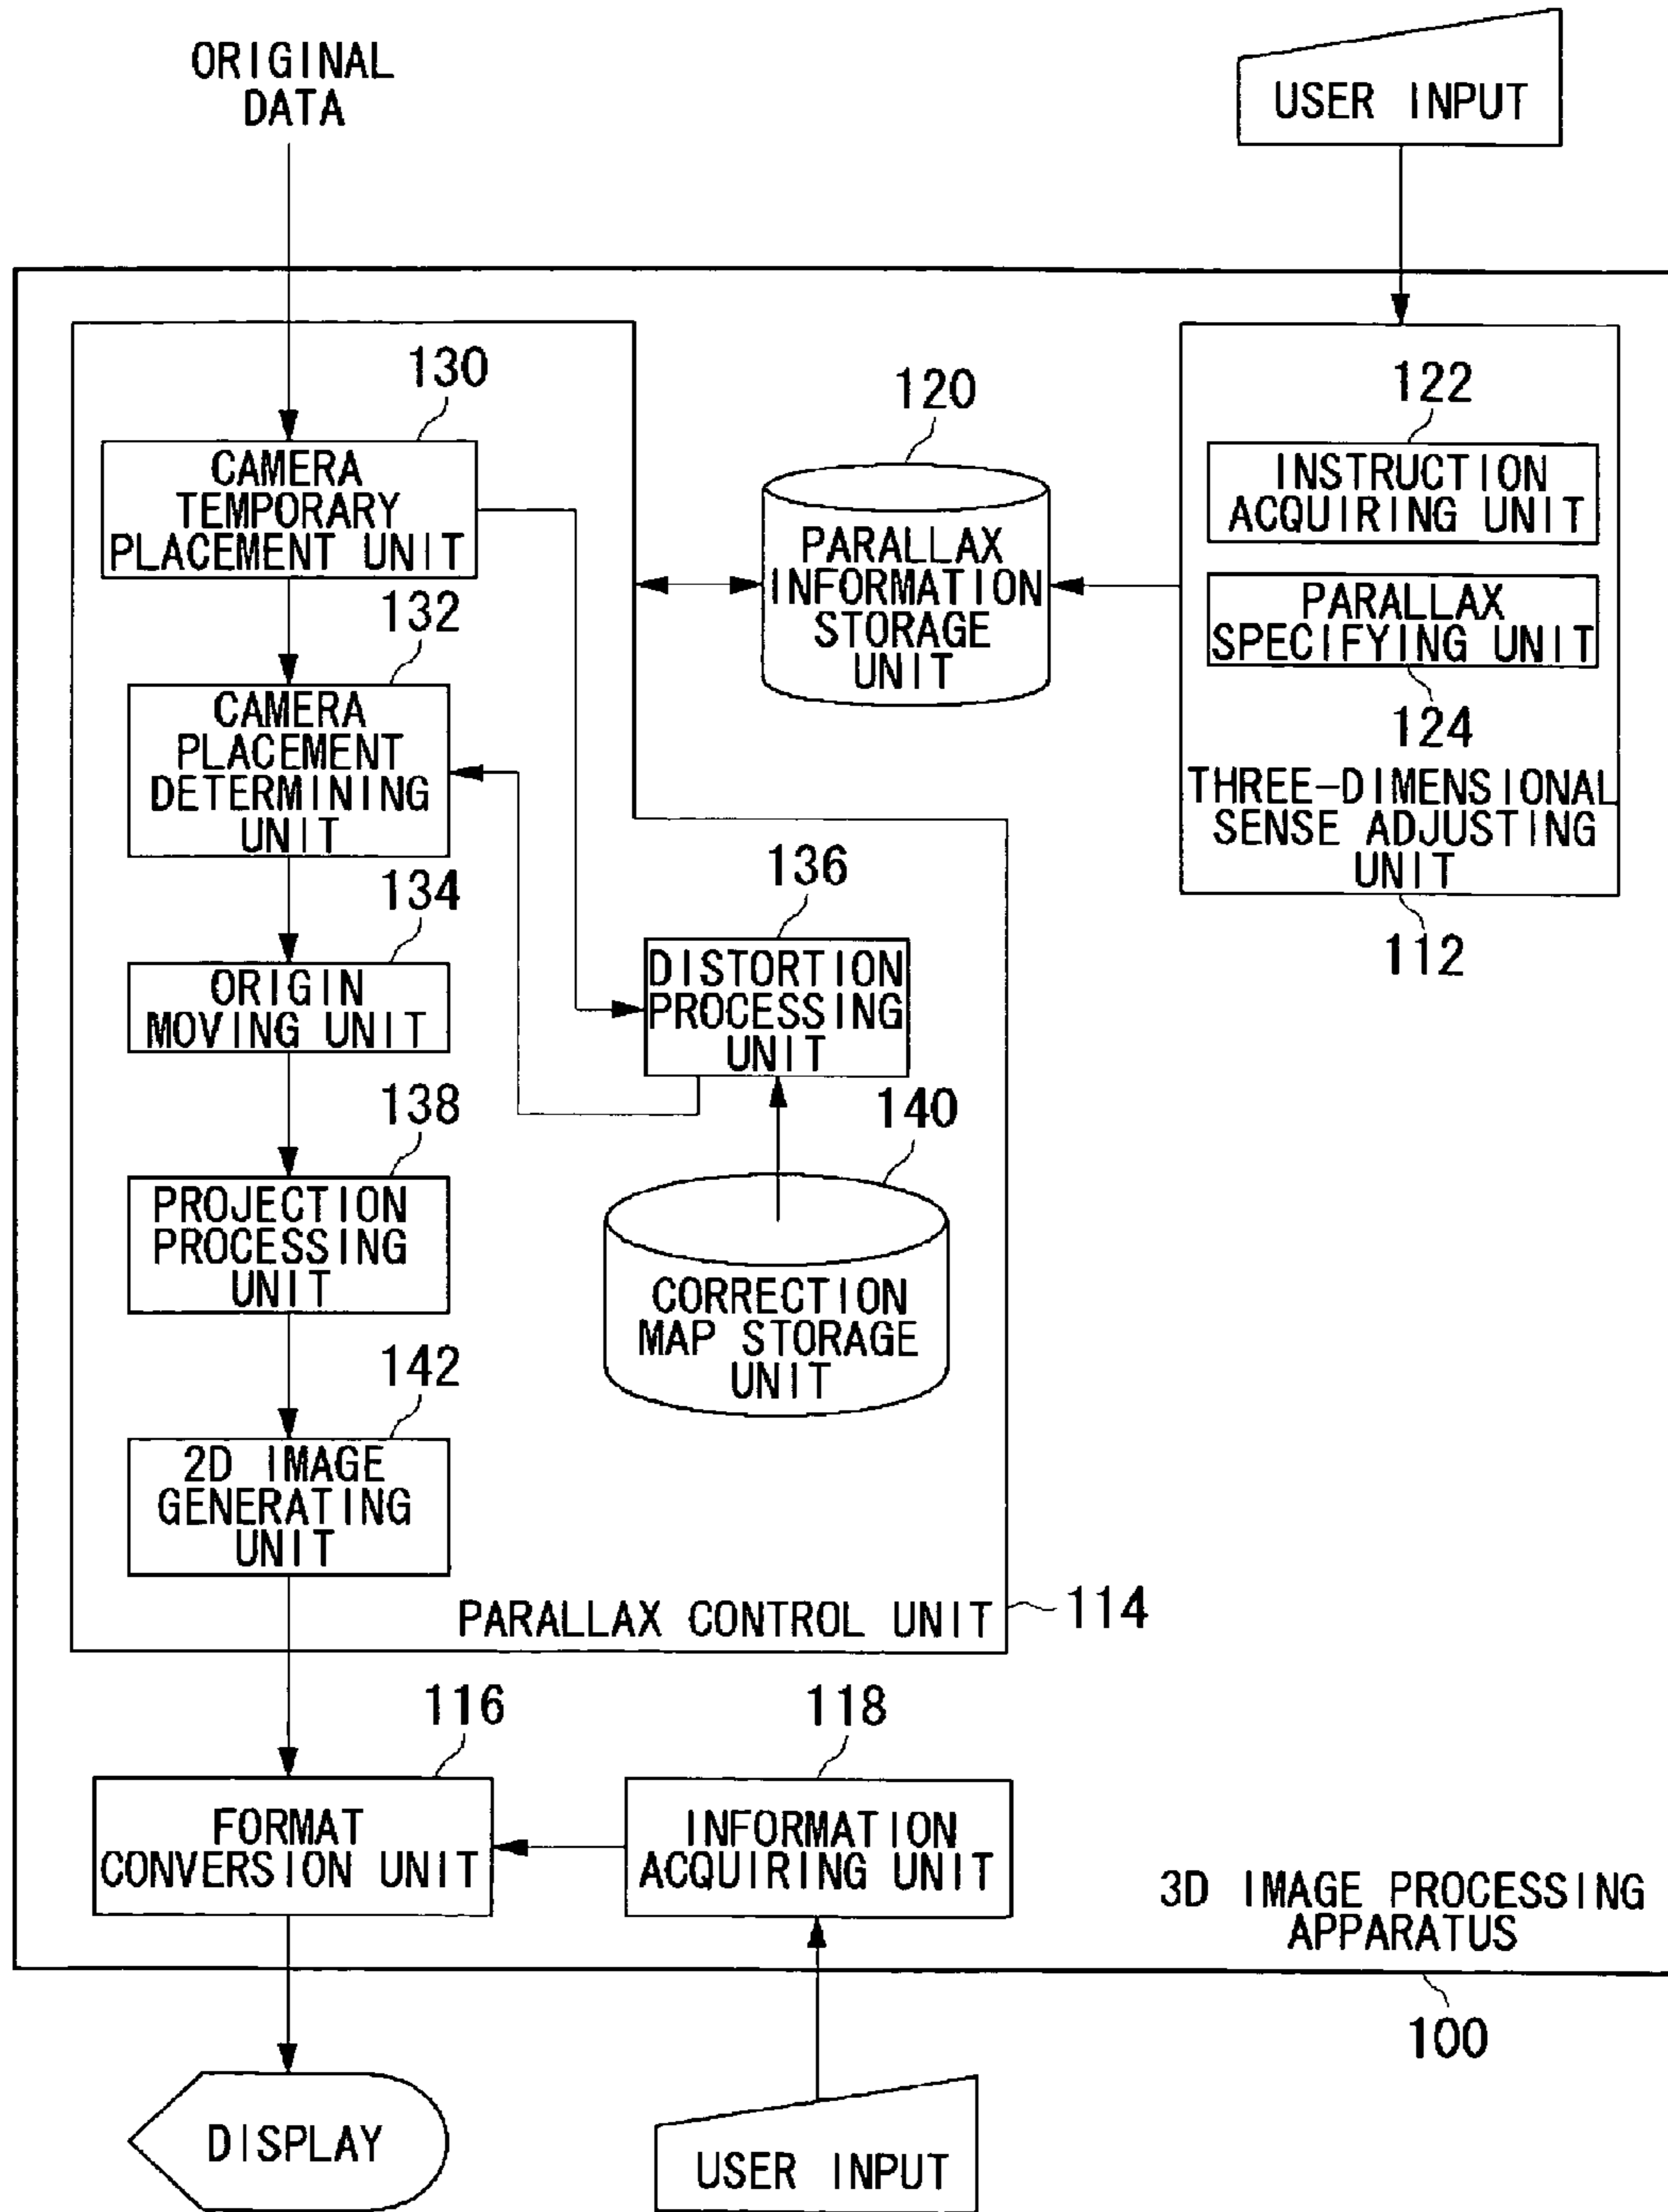 ORIGINAL
DATA
USER INPUT
130
CAMERA
TEMPORARY
PLACEMENT UNIT
120
PARALLAX
INFORMATION
STORAGE
UNIT
122
INSTRUCTION
ACQUIRING UNIT
PARALLAX
SPECIFYING UNIT
124
THREE-DIMENSIONAL
SENSE ADJUSTING
UNIT
112
132
CAMERA
PLACEMENT
DETERMINING
UNIT
134
ORIGIN
MOVING UNIT
136
DISTORTION
PROCESSING
UNIT
138
PROJECTION
PROCESSING
UNIT
140
CORRECTION
MAP STORAGE
UNIT
142
2D IMAGE
GENERATING
UNIT
PARALLAX CONTROL UNIT
114
116
FORMAT
CONVERSION UNIT
118
INFORMATION
ACQUIRING UNIT
3D IMAGE PROCESSING
APPARATUS
100
DISPLAY
USER INPUT